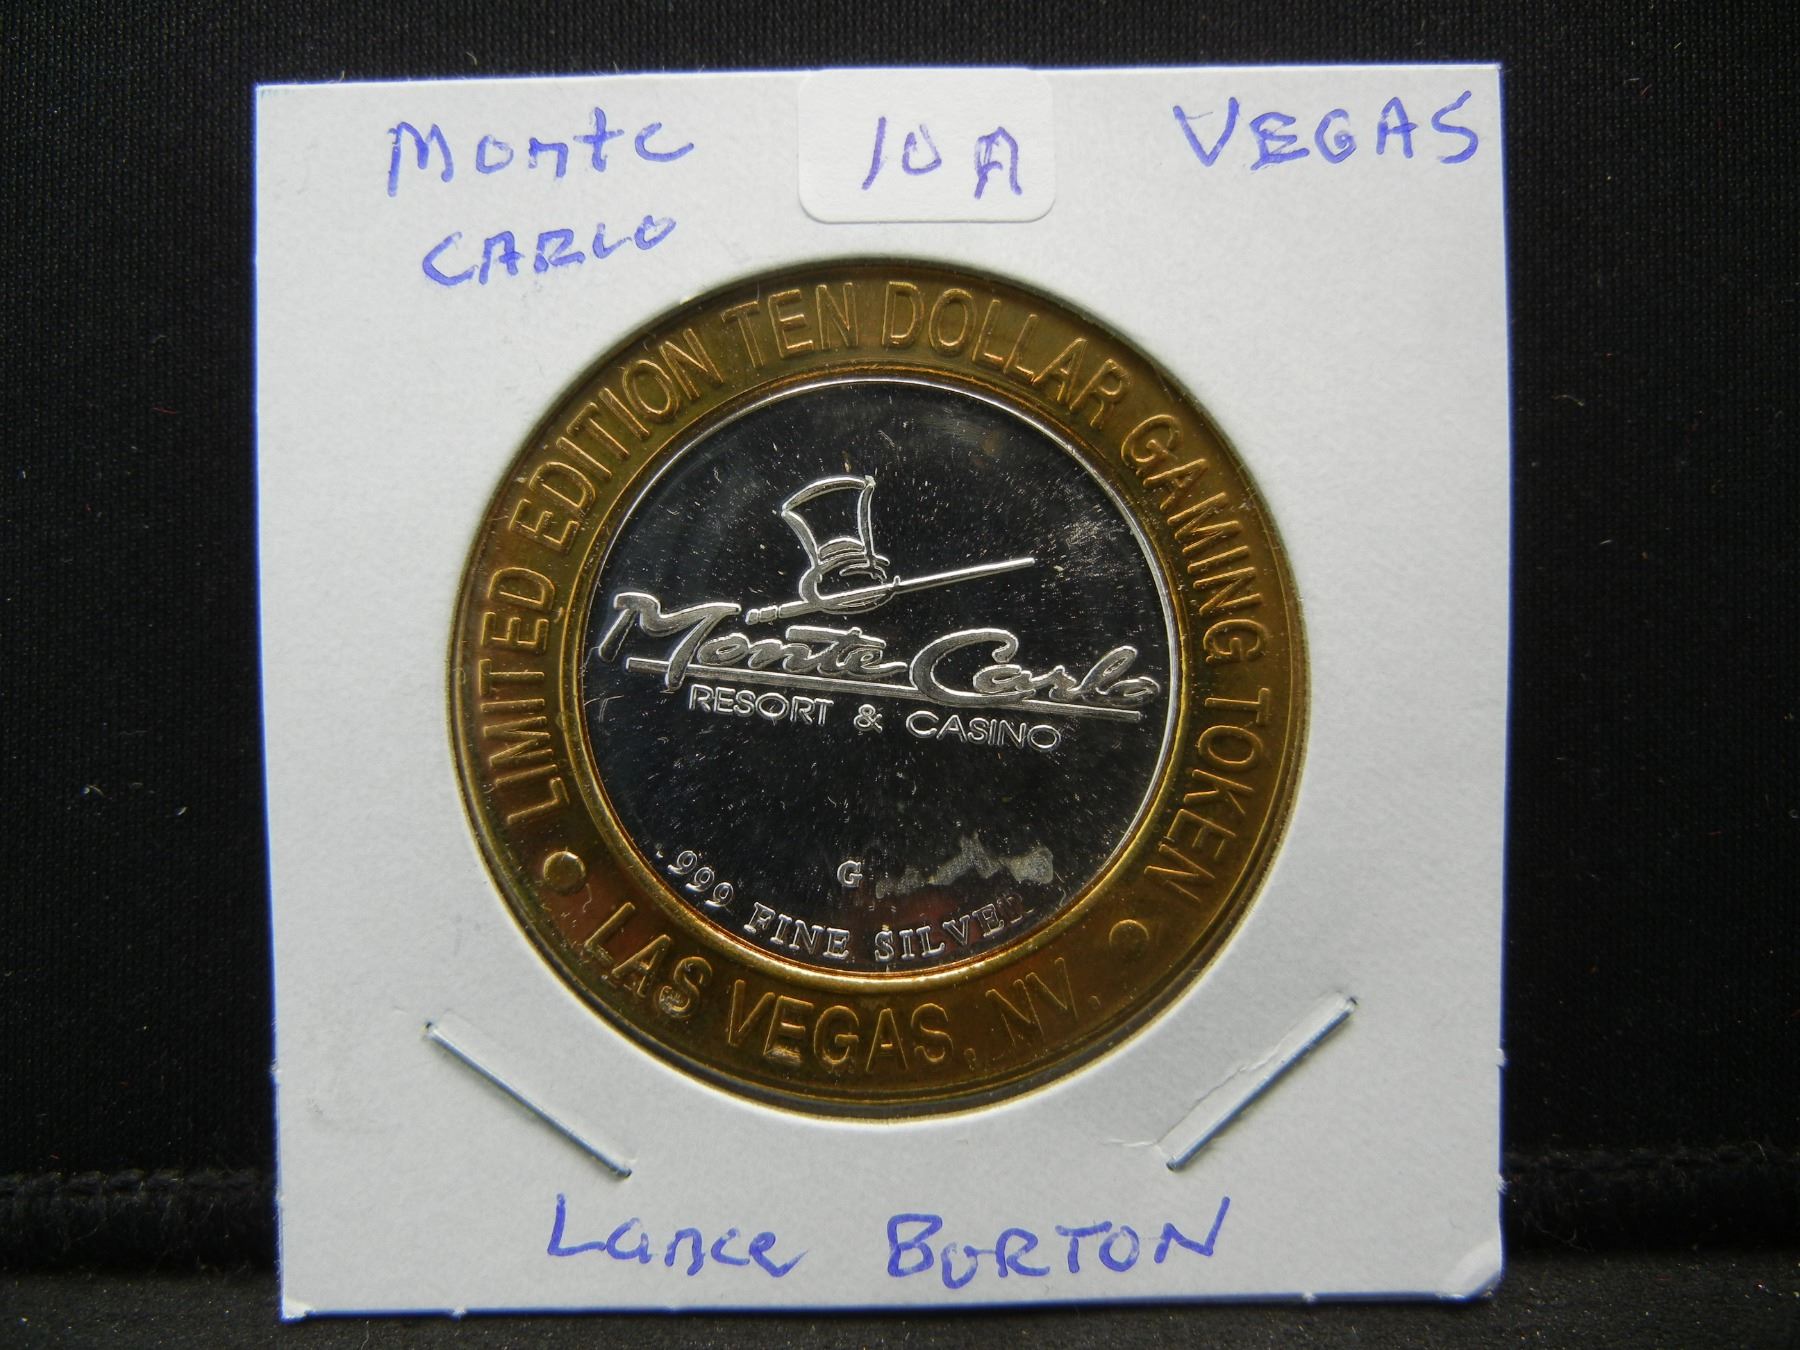 Monte 10A VEGAS
CARLO
LIMITED EDITION TEN DOLLAR GAMING TOKEN
Monte Carlo
RESORT & CASINO
G
.999 FINE SILVER
• LAS VEGAS, NV. •
Lance BURTON